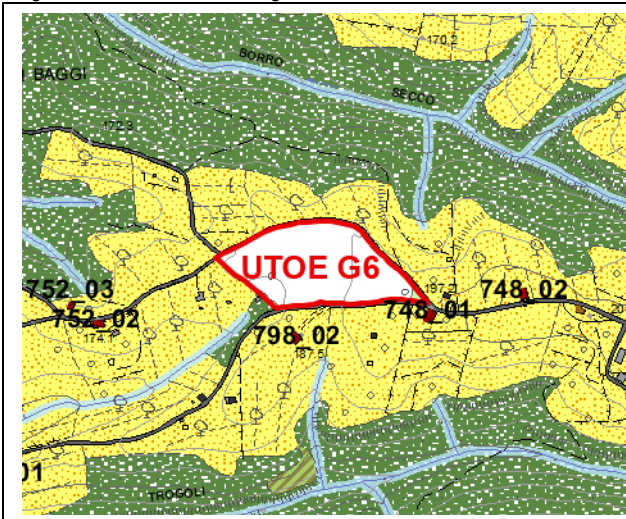 170.2
BORRO
BAGGI
SECCO
172.3
UTOE G6
752_03
197.2
748_02
748_01
752_02
174.1
798_02
187.5
01
TROGOLI